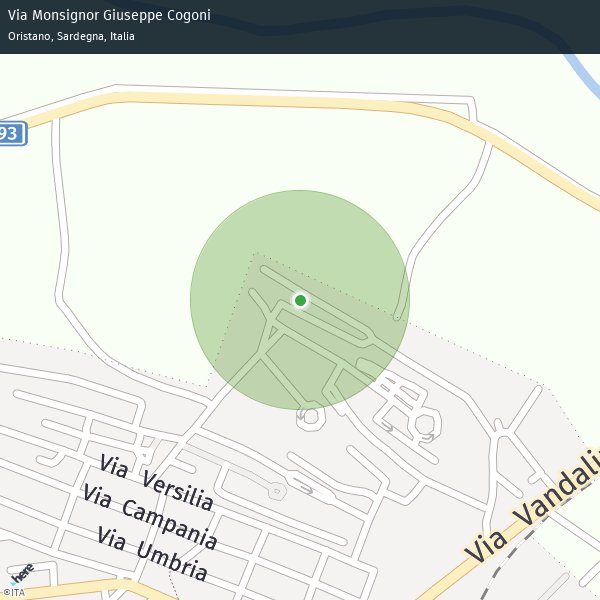 Via Monsignor Giuseppe Cogoni
Oristano, Sardegna, Italia
93
Via Versilia
Via Campania
Via Umbria
Via Vandali
here
©ITA